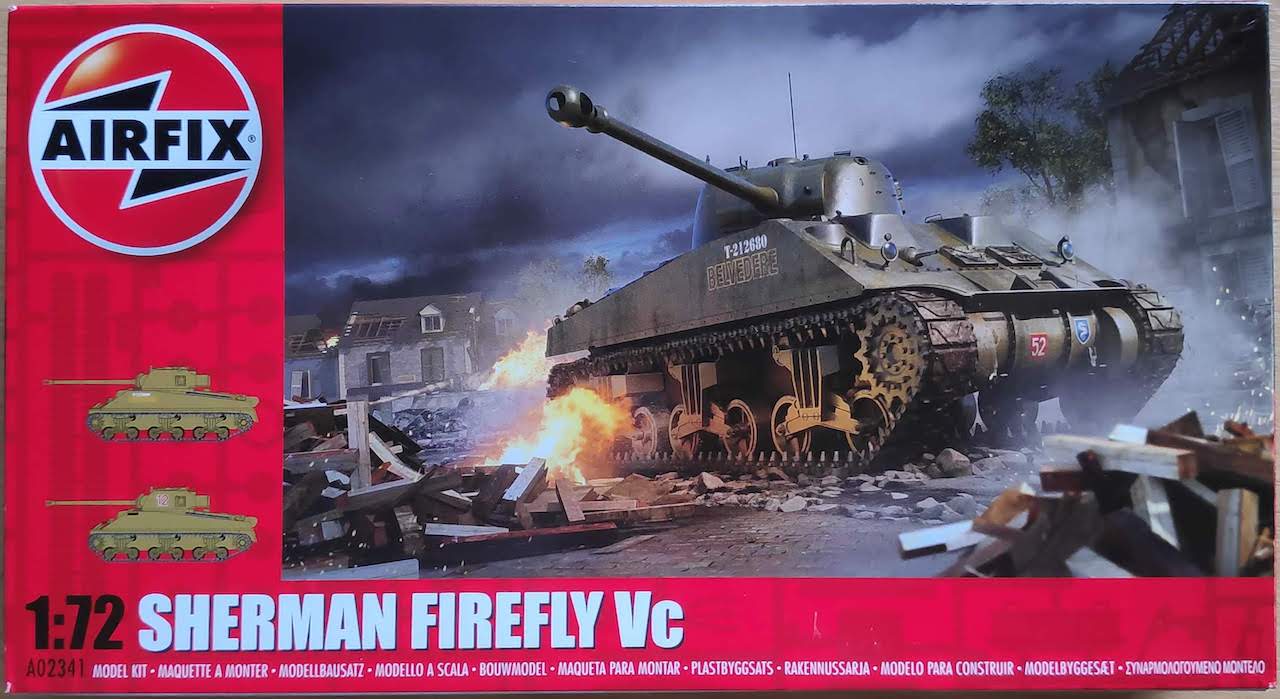 AIRFIX®
T-212680
BELVEDERE
52
12
1:72 SHERMAN FIREFLY Vc
A02341 MODEL KIT • MAQUETTE A MONTER • MODELLBAUSATZ • MODELLO A SCALA • BOUWMODEL • MAQUETA PARA MONTAR • PLASTBYGGSATS • RAKENNUSSARJA • MODELO PARA CONSTRUIR • MODELBYGGESÆT • ΣΥΝΑΡΜΟΛΟΓΟΥΜΕΝΟ ΜΟΝΤΕΛΟ